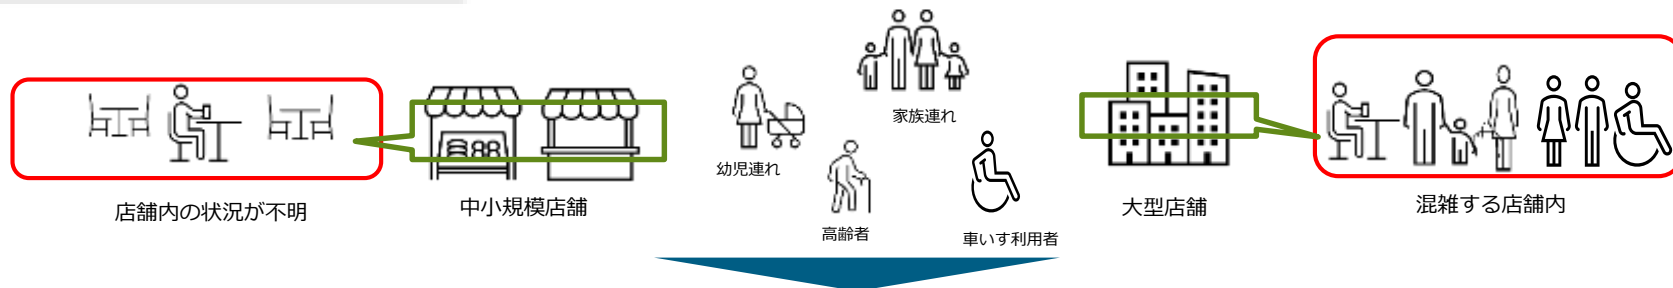 家族連れ
幼児連れ
店舗内の状況が不明
中小規模店舗
高齢者
車いす利用者
大型店舗
混雑する店舗内